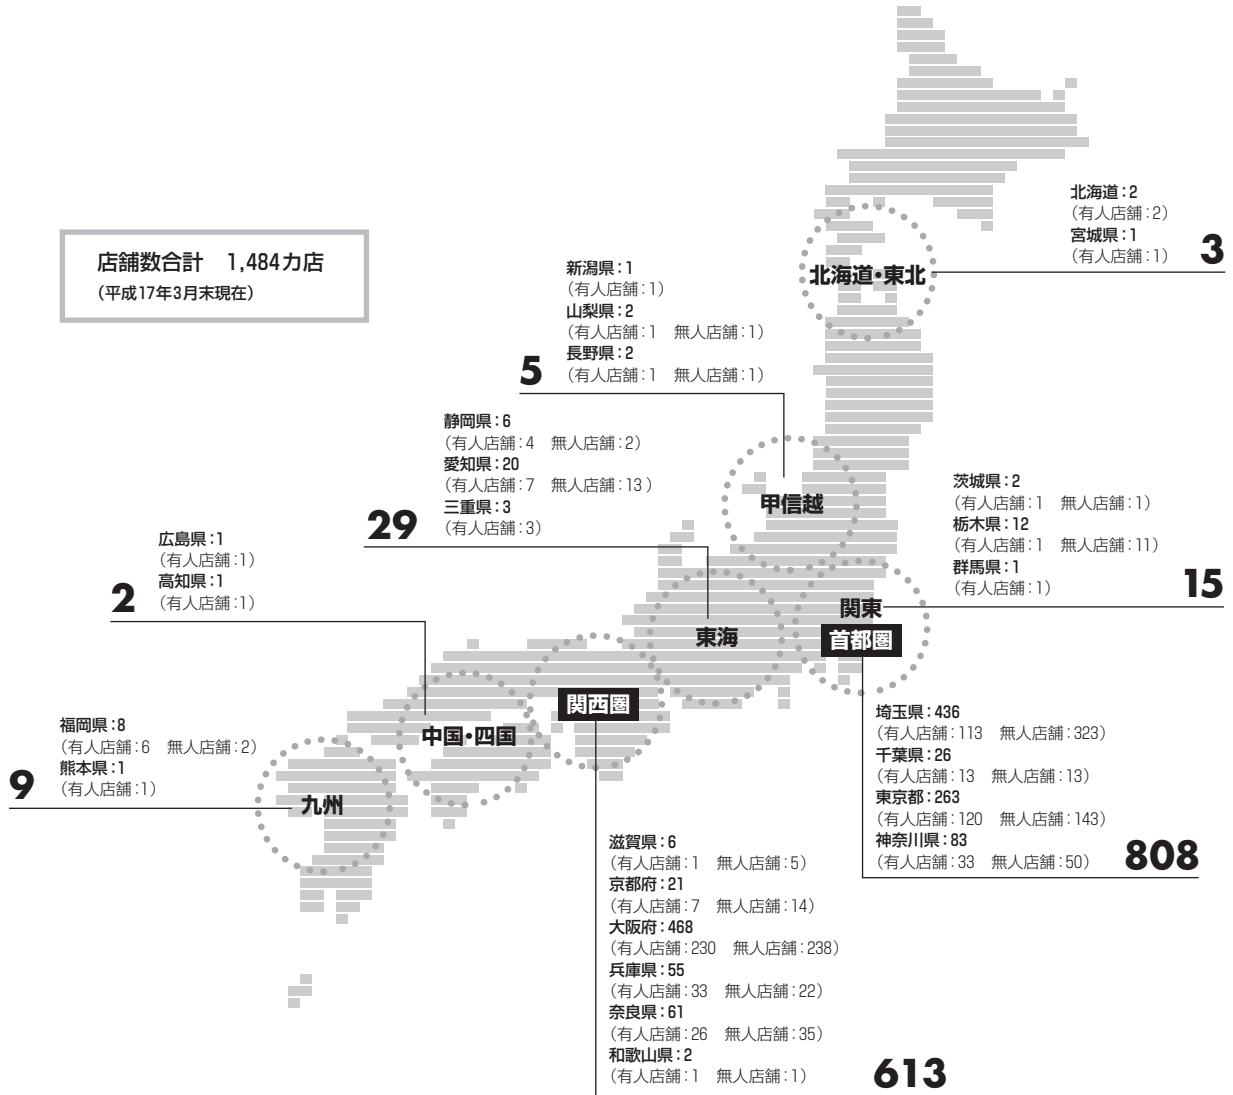 店舗数合計　1,484カ店
(平成17年3月末現在)
北海道：2
(有人店舗：2)
宮城県：1
(有人店舗：1)
3
北海道・東北
新潟県：1
(有人店舗：1)
山梨県：2
(有人店舗：1　無人店舗：1)
長野県：2
(有人店舗：1　無人店舗：1)
5
甲信越
静岡県：6
(有人店舗：4　無人店舗：2)
愛知県：20
(有人店舗：7　無人店舗：13)
三重県：3
(有人店舗：3)
29
東海
茨城県：2
(有人店舗：1　無人店舗：1)
栃木県：12
(有人店舗：1　無人店舗：11)
群馬県：1
(有人店舗：1)
15
関東
首都圏
広島県：1
(有人店舗：1)
高知県：1
(有人店舗：1)
2
中国・四国
関西圏
福岡県：8
(有人店舗：6　無人店舗：2)
熊本県：1
(有人店舗：1)
9
九州
埼玉県：436
(有人店舗：113　無人店舗：323)
千葉県：26
(有人店舗：13　無人店舗：13)
東京都：263
(有人店舗：120　無人店舗：143)
神奈川県：83
(有人店舗：33　無人店舗：50)
808
滋賀県：6
(有人店舗：1　無人店舗：5)
京都府：21
(有人店舗：7　無人店舗：14)
大阪府：468
(有人店舗：230　無人店舗：238)
兵庫県：55
(有人店舗：33　無人店舗：22)
奈良県：61
(有人店舗：26　無人店舗：35)
和歌山県：2
(有人店舗：1　無人店舗：1)
613